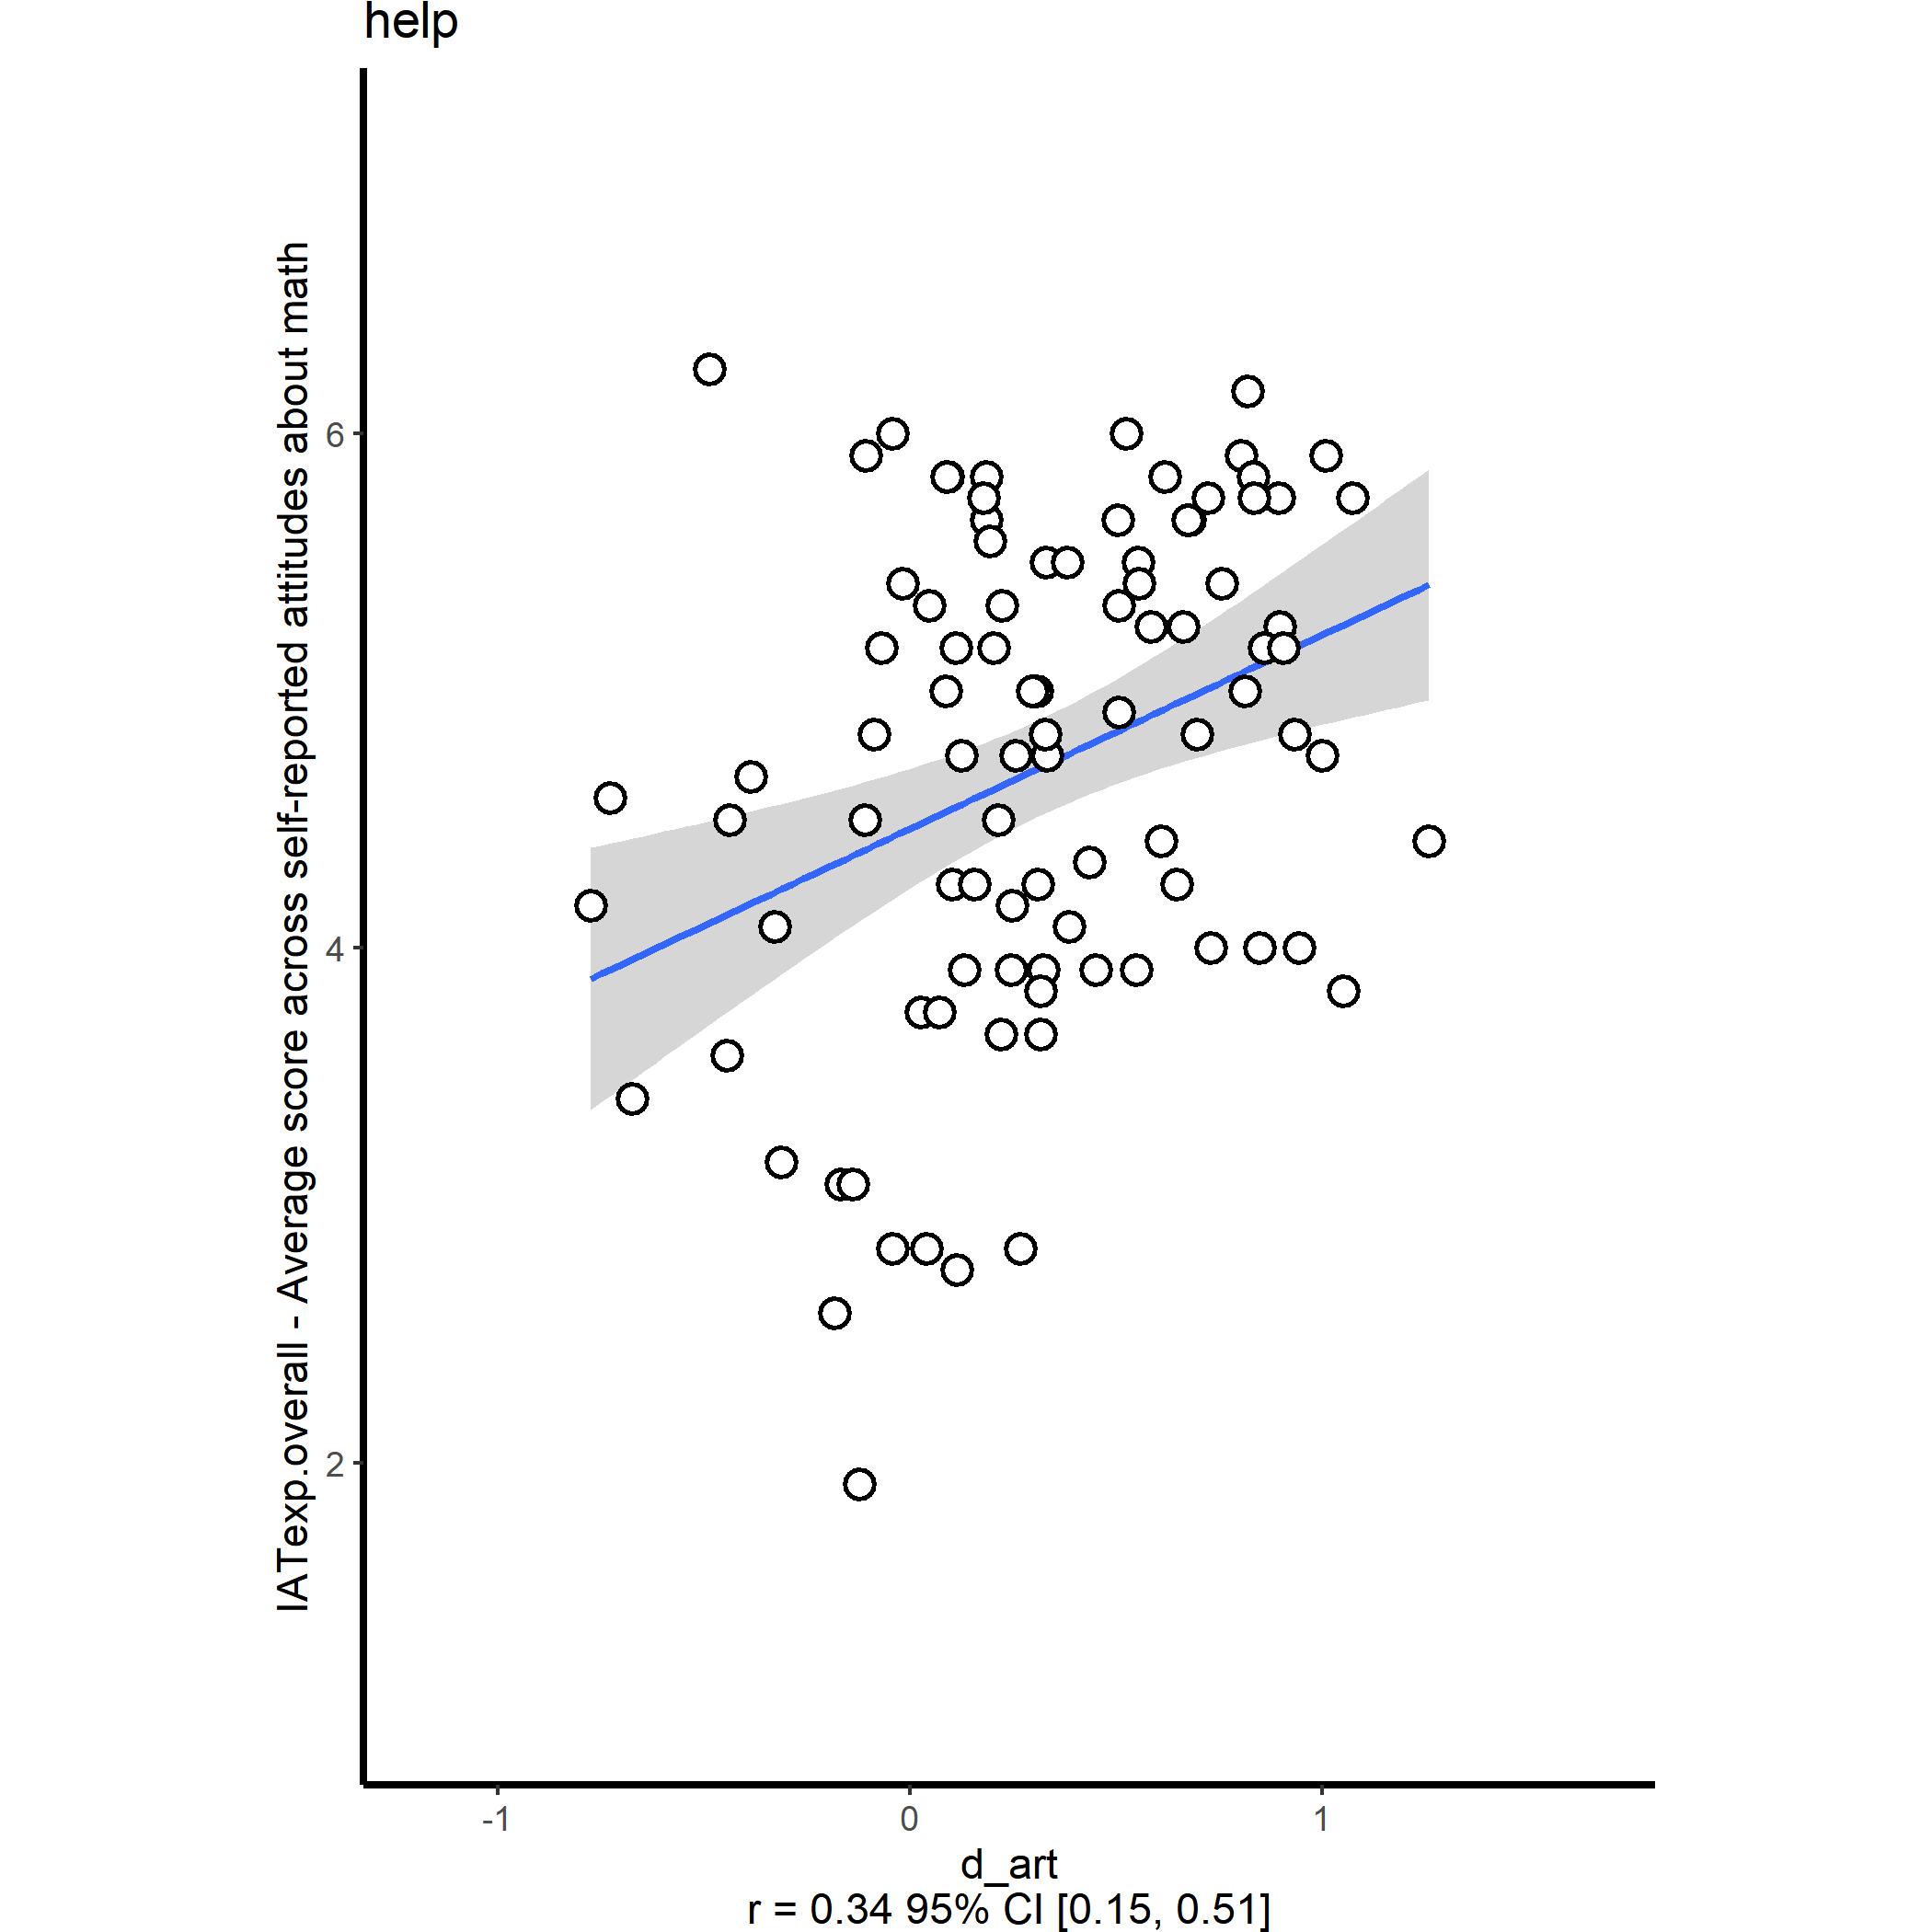 help
IATexp.overall - Average score across self-reported attitudes about math
6
4
2
-1 0 1
d_art
r = 0.34 95% CI [0.15, 0.51]